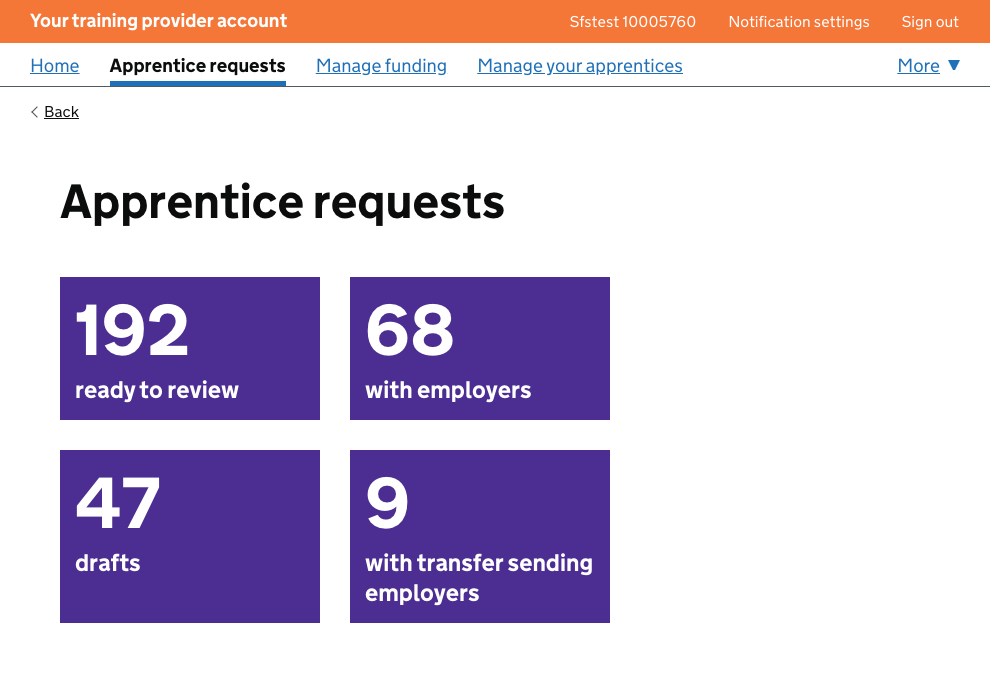 Your training provider account Sfstest 10005760 Notification settings Sign out
Home Apprentice requests Manage funding Manage your apprentices More
Back
Apprentice requests
192
ready to review
68
with employers
47
drafts
9
with transfer sending
employers